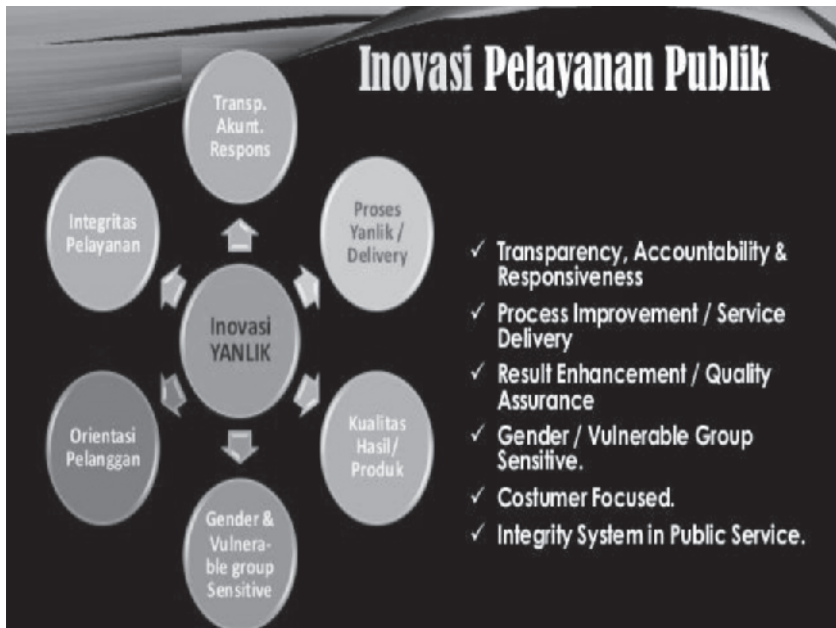 Inovasi Pelayanan Publik
Transp.
Akunt.
Respons
Proses
Yanlik /
Delivery
Kualitas
Hasil/
Produk
Gender &
Vulnera-
ble group
Sensitive
Orientasi
Pelanggan
Integritas
Pelayanan
Inovasi
YANLIK
✓ Transparency, Accountability &
Responsiveness
✓ Process Improvement / Service
Delivery
✓ Result Enhancement / Quality
Assurance
✓ Gender / Vulnerable Group
Sensitive.
✓ Costumer Focused.
✓ Integrity System in Public Service.